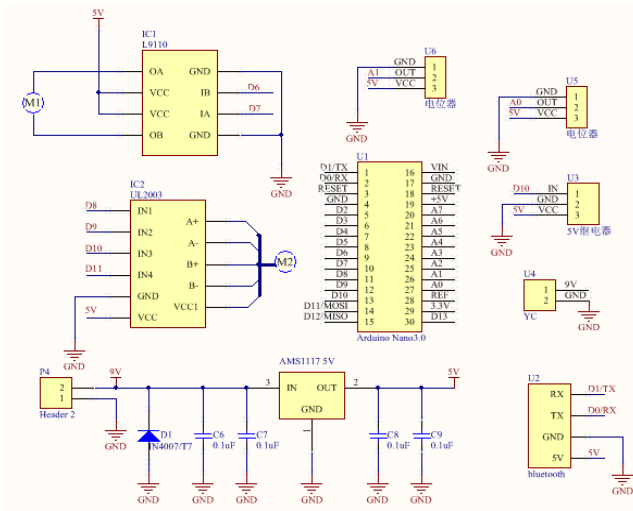 5V
IC1
L9110
OA
GND
VCC
IB
D6
VCC
IA
D7
OB
GND
M1
GND
U6
GND
1
A1
OUT
2
5V
VCC
3
电位器
GND
U5
GND
1
A0
OUT
2
5V
VCC
3
电位器
GND
IC2
UL2003
D8
IN1
A+
D9
IN2
A-
D10
IN3
B+
M2
D11
IN4
B-
GND
VCC1
5V
VCC
GND
U1
D1/TX
1
16
VIN
D0/RX
2
17
GND
RESET
3
18
RESET
GND
4
19
+5V
D2
5
20
A7
D3
6
21
A6
D4
7
22
A5
D5
8
23
A4
D6
9
24
A3
D7
10
25
A2
D8
11
26
A1
D9
12
27
A0
D10
13
28
REF
D11/MOSI
14
29
3.3V
D12/MISO
15
30
D13
Arduino Nano3.0
U3
D10
IN
1
GND
2
5V
VCC
3
5V继电器
GND
U4
1
9V
2
GND
YC
GND
P4
2
1
Header 2
9V
GND
D1
IN4007/T7
GND
C6
0.1uF
GND
C7
0.1uF
GND
AMS1117 5V
3
IN
OUT
2
GND
1
GND
C8
0.1uF
GND
C9
0.1uF
GND
5V
U2
RX
D1/TX
TX
D0/RX
GND
5V
5V
bluetooth
GND